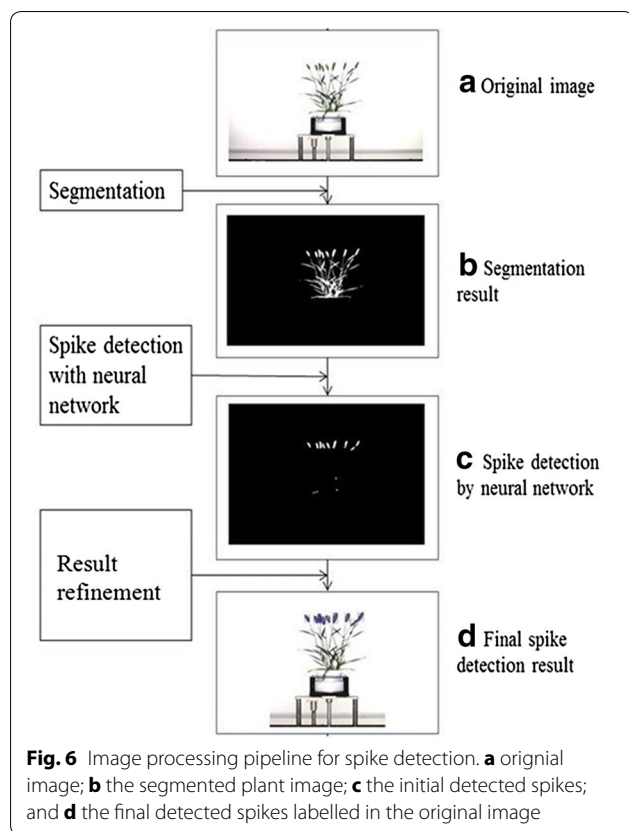 a Original image
Segmentation
b Segmentation
result
Spike detection
with neural
network
c Spike detection
by neural network
Result
refinement
d Final spike
detection result
Fig. 6 Image processing pipeline for spike detection. a orignial
image; b the segmented plant image; c the initial detected spikes;
and d the final detected spikes labelled in the original image